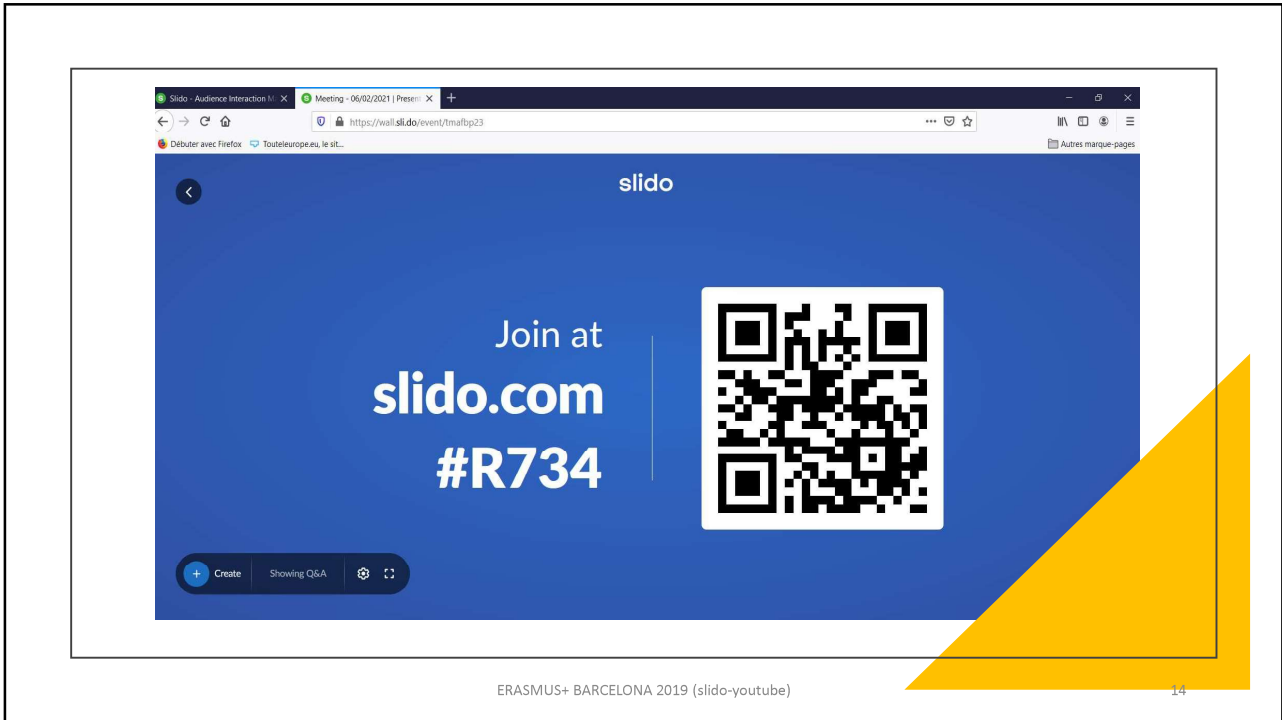 Slido - Audience Interaction M
Meeting - 06/02/2021 | Present
https://wall.sli.do/event/tmafbp23
Débuter avec Firefox
Touteleurope.eu, le sit...
Autres marque-pages
slido
Join at
slido.com
#R734
Create
Showing Q&A
ERASMUS+ BARCELONA 2019 (slido-youtube)
14